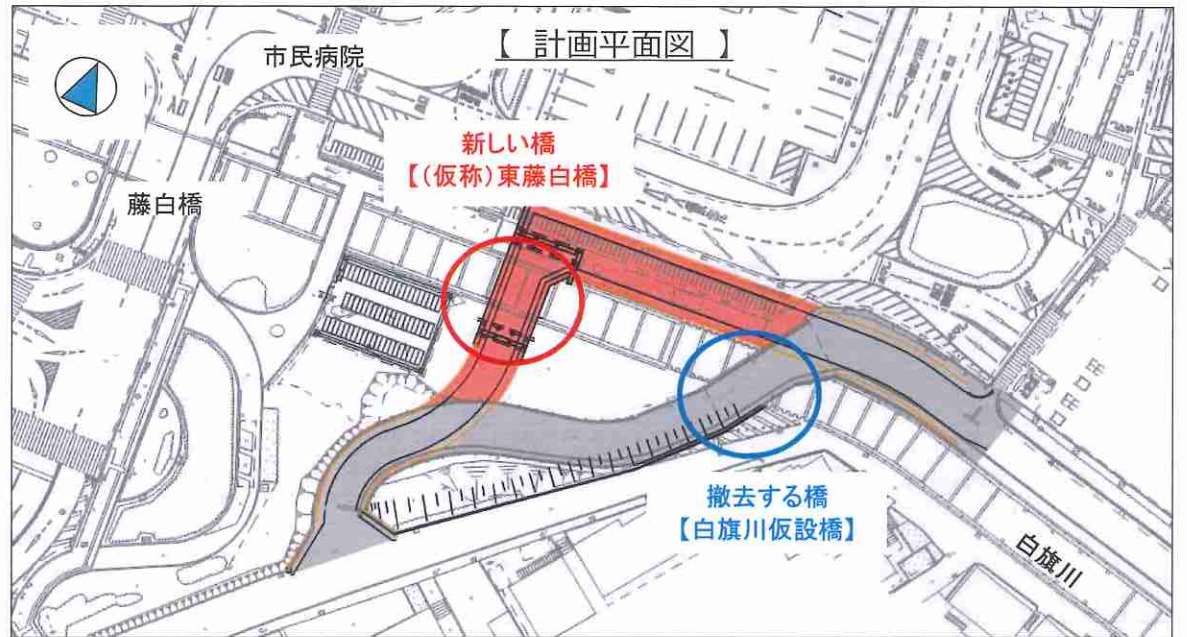 【 計画平面図 】
市民病院
新しい橋
【(仮称)東藤白橋】
藤白橋
撤去する橋
【白旗川仮設橋】
白旗川